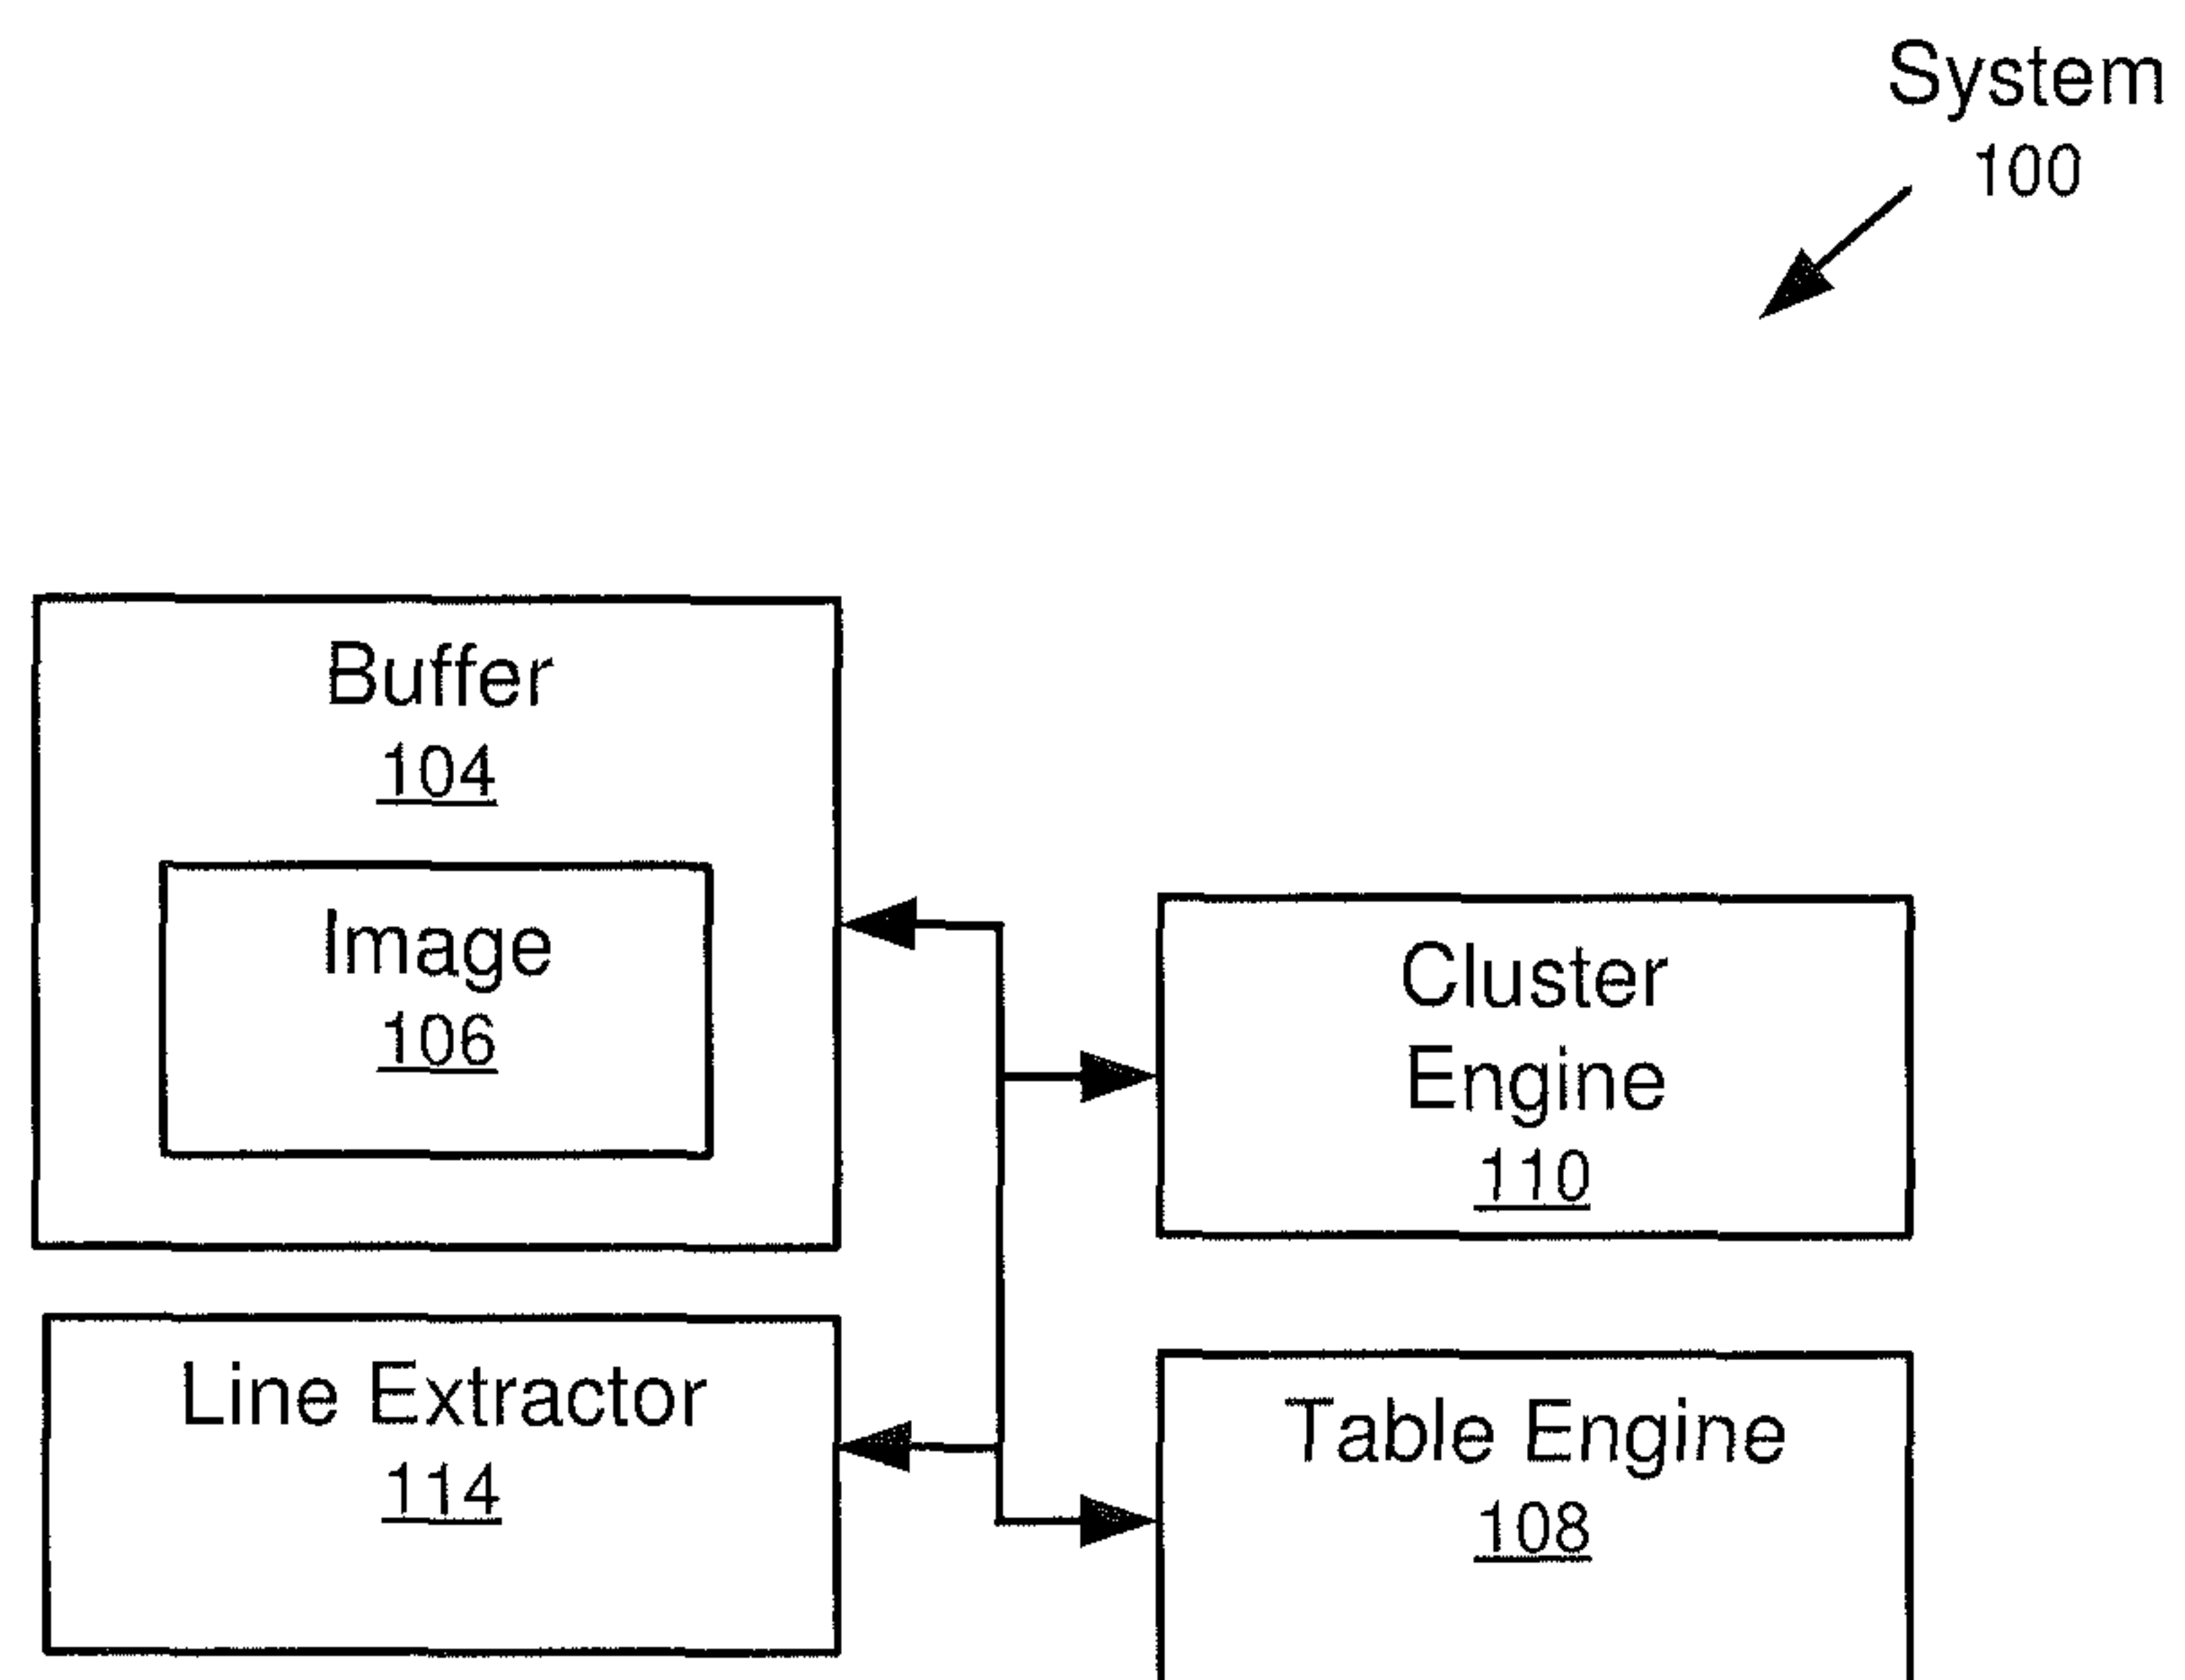 System
100
Buffer
104
Image
106
Cluster
Engine
110
Line Extractor
114
Table Engine
108